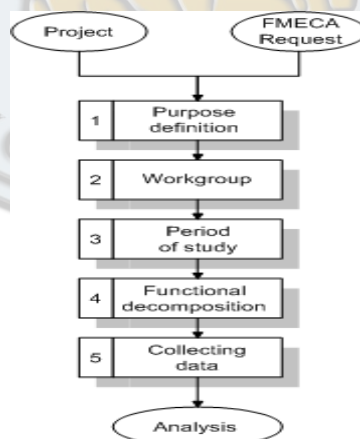 Project
FMECA
Request
1
Purpose
definition
2
Workgroup
3
Period
of study
4
Functional
decomposition
5
Collecting
data
Analysis